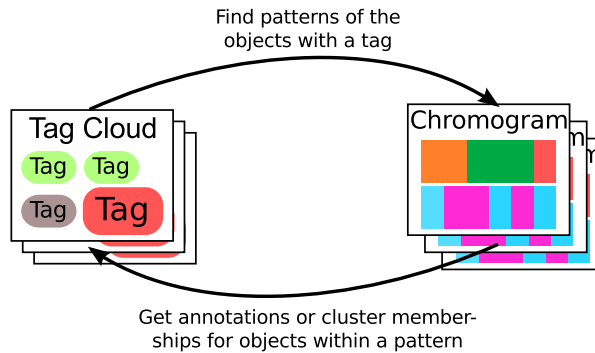 Find patterns of the
objects with a tag
Tag Cloud
Tag Tag
Tag Tag
Chromogram
m
m
Get annotations or cluster member-
ships for objects within a pattern